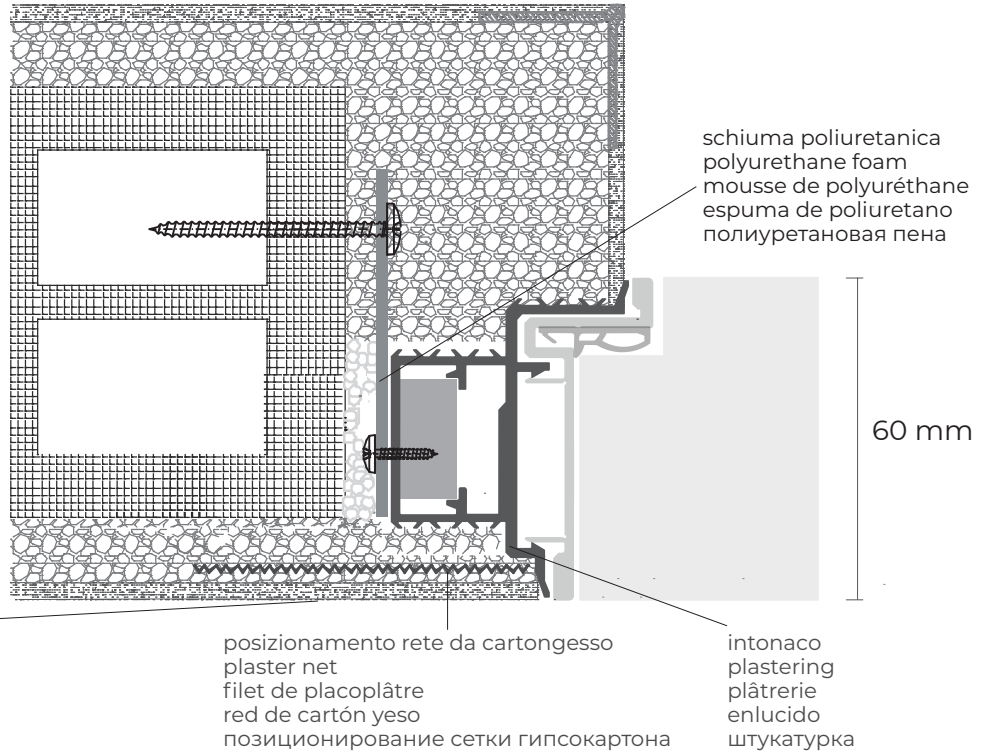 schiuma poliuretanica
polyurethane foam
mousse de polyuréthane
espuma de poliuretano
полиуретановая пена
60 mm
posizionamento rete da cartongesso
plaster net
filet de placoplâtre
red de cartón yeso
позиционирование сетки гипсокартона
intonaco
plastering
plâtrerie
enlucido
штукатурка